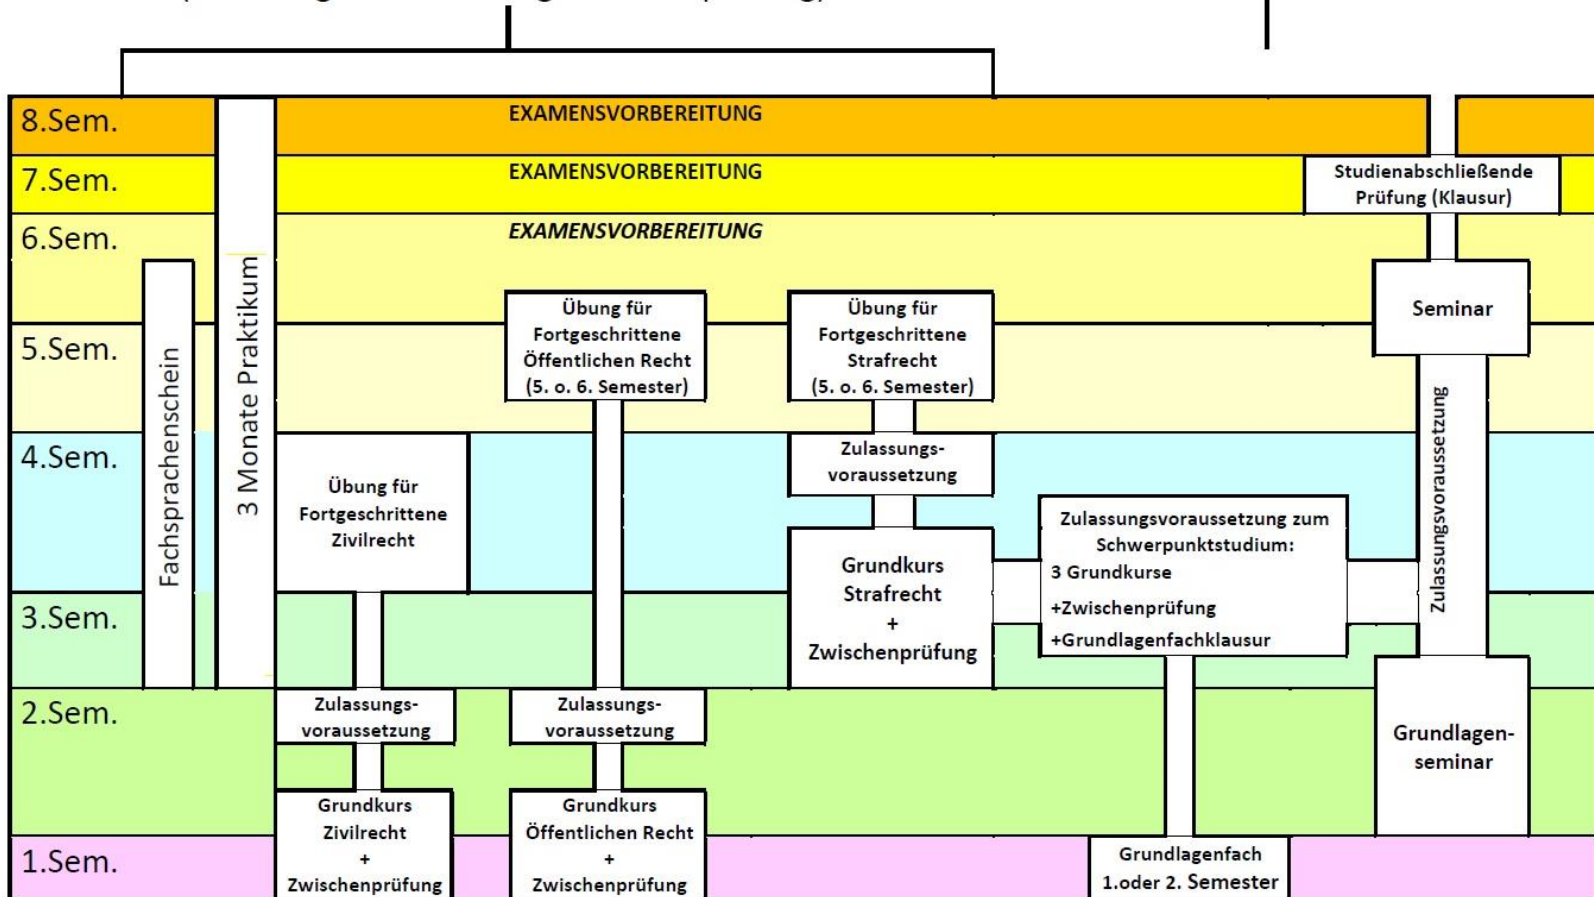 8.Sem.
EXAMENSVORBEREITUNG
7.Sem.
EXAMENSVORBEREITUNG
Studienabschließende
Prüfung (Klausur)
6.Sem.
EXAMENSVORBEREITUNG
Seminar
Übung für
Fortgeschrittene
Öffentlichen Recht
(5. o. 6. Semester)
Übung für
Fortgeschrittene
Strafrecht
(5. o. 6. Semester)
5.Sem.
Fachsprachenschein
3 Monate Praktikum
Zulassungsvoraussetzung
4.Sem.
Übung für
Fortgeschrittene
Zivilrecht
Zulassungs-
voraussetzung
Grundkurs
Strafrecht
+
Zwischenprüfung
Zulassungsvoraussetzung zum
Schwerpunktstudium:
3 Grundkurse
+Zwischenprüfung
+Grundlagenfachklausur
3.Sem.
2.Sem.
Zulassungs-
voraussetzung
Zulassungs-
voraussetzung
Grundlagen-
seminar
Grundkurs
Zivilrecht
+
Zwischenprüfung
Grundkurs
Öffentlichen Recht
+
Zwischenprüfung
1.Sem.
Grundlagenfach
1.oder 2. Semester